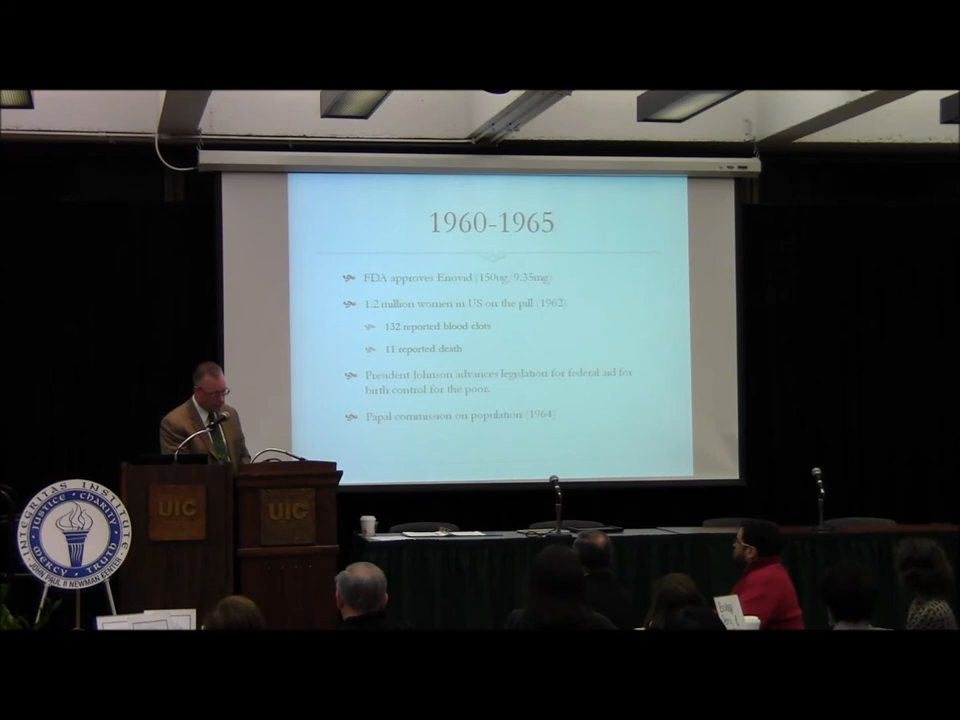 1960-1965
FDA approves Enovid (150ug/9.35mg)
1.2 million women in US on the pill (1962)
132 reported blood clots
11 reported death
President Johnson advances legislation for federal aid for
birth control for the poor.
Papal commission on population (1964)
UIC
UIC
INTEGRITAS INSTITUTE
JUSTICE • CHARITY
MERCY • TRUTH
JOHN PAUL II NEWMAN CENTER